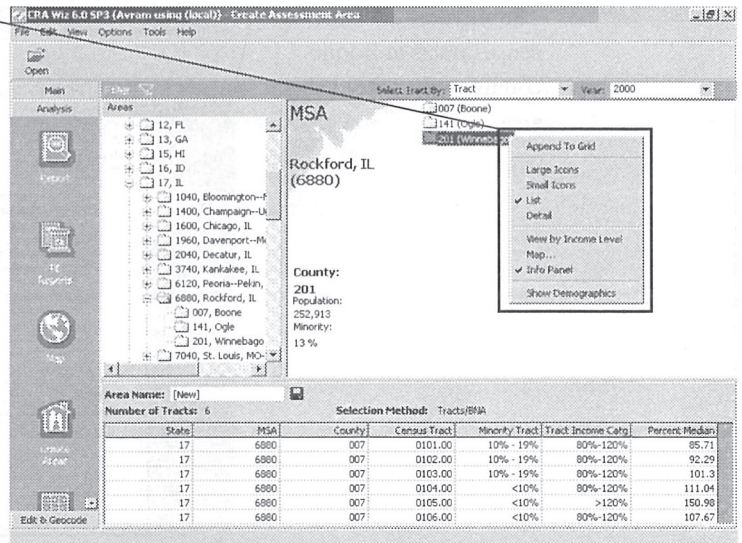 CRA Wiz 6.0 SP3 (Avram using (local)) - Create Assessment Area
File Edit View Options Tools Help
Open
Main
Analysis
Export
Reports
Map
Create Areas
Edit & Geocode
Filter
Select Tract By: Tract
Year: 2000
Areas
12, FL
13, GA
15, HI
16, ID
17, IL
1040, Bloomington--N
1400, Champaign--U
1600, Chicago, IL
1960, Davenport--Mo
2040, Decatur, IL
3740, Kankakee, IL
6120, Peoria--Pekin,
6880, Rockford, IL
007, Boone
141, Ogle
201, Winnebago
7040, St. Louis, MO-
MSA
Rockford, IL
(6880)
County:
201
Population:
252,913
Minority:
13 %
007 (Boone)
141 (Ogle)
201 (Winnebago
Append To Grid
Large Icons
Small Icons
List
Detail
View by Income Level
Map...
Info Panel
Show Demographics
Area Name: [New]
Number of Tracts: 6
Selection Method: Tracts/BNA
State MSA County Census Tract Minority Tract Tract Income Catg Percent Median
17 6880 007 0101.00 10% - 19% 80%-120% 85.71
17 6880 007 0102.00 10% - 19% 80%-120% 92.29
17 6880 007 0103.00 10% - 19% 80%-120% 101.3
17 6880 007 0104.00 <10% 80%-120% 111.04
17 6880 007 0105.00 <10% >120% 150.98
17 6880 007 0106.00 <10% 80%-120% 107.67